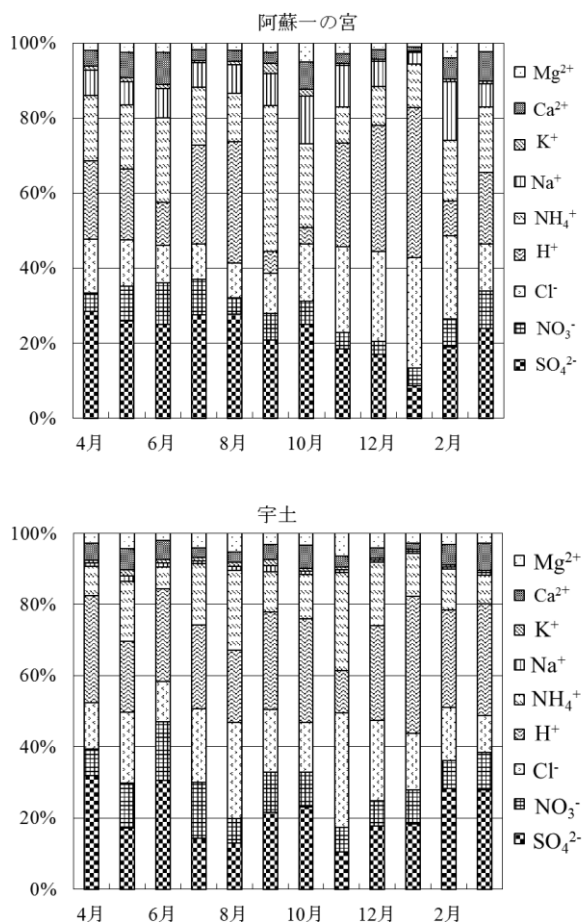 阿蘇一の宮
100%
80%
60%
40%
20%
0%
4月 6月 8月 10月 12月 2月
Mg²⁺
Ca²⁺
K⁺
Na⁺
NH₄⁺
H⁺
Cl⁻
NO₃⁻
SO₄²⁻
宇土
100%
80%
60%
40%
20%
0%
4月 6月 8月 10月 12月 2月
Mg²⁺
Ca²⁺
K⁺
Na⁺
NH₄⁺
H⁺
Cl⁻
NO₃⁻
SO₄²⁻